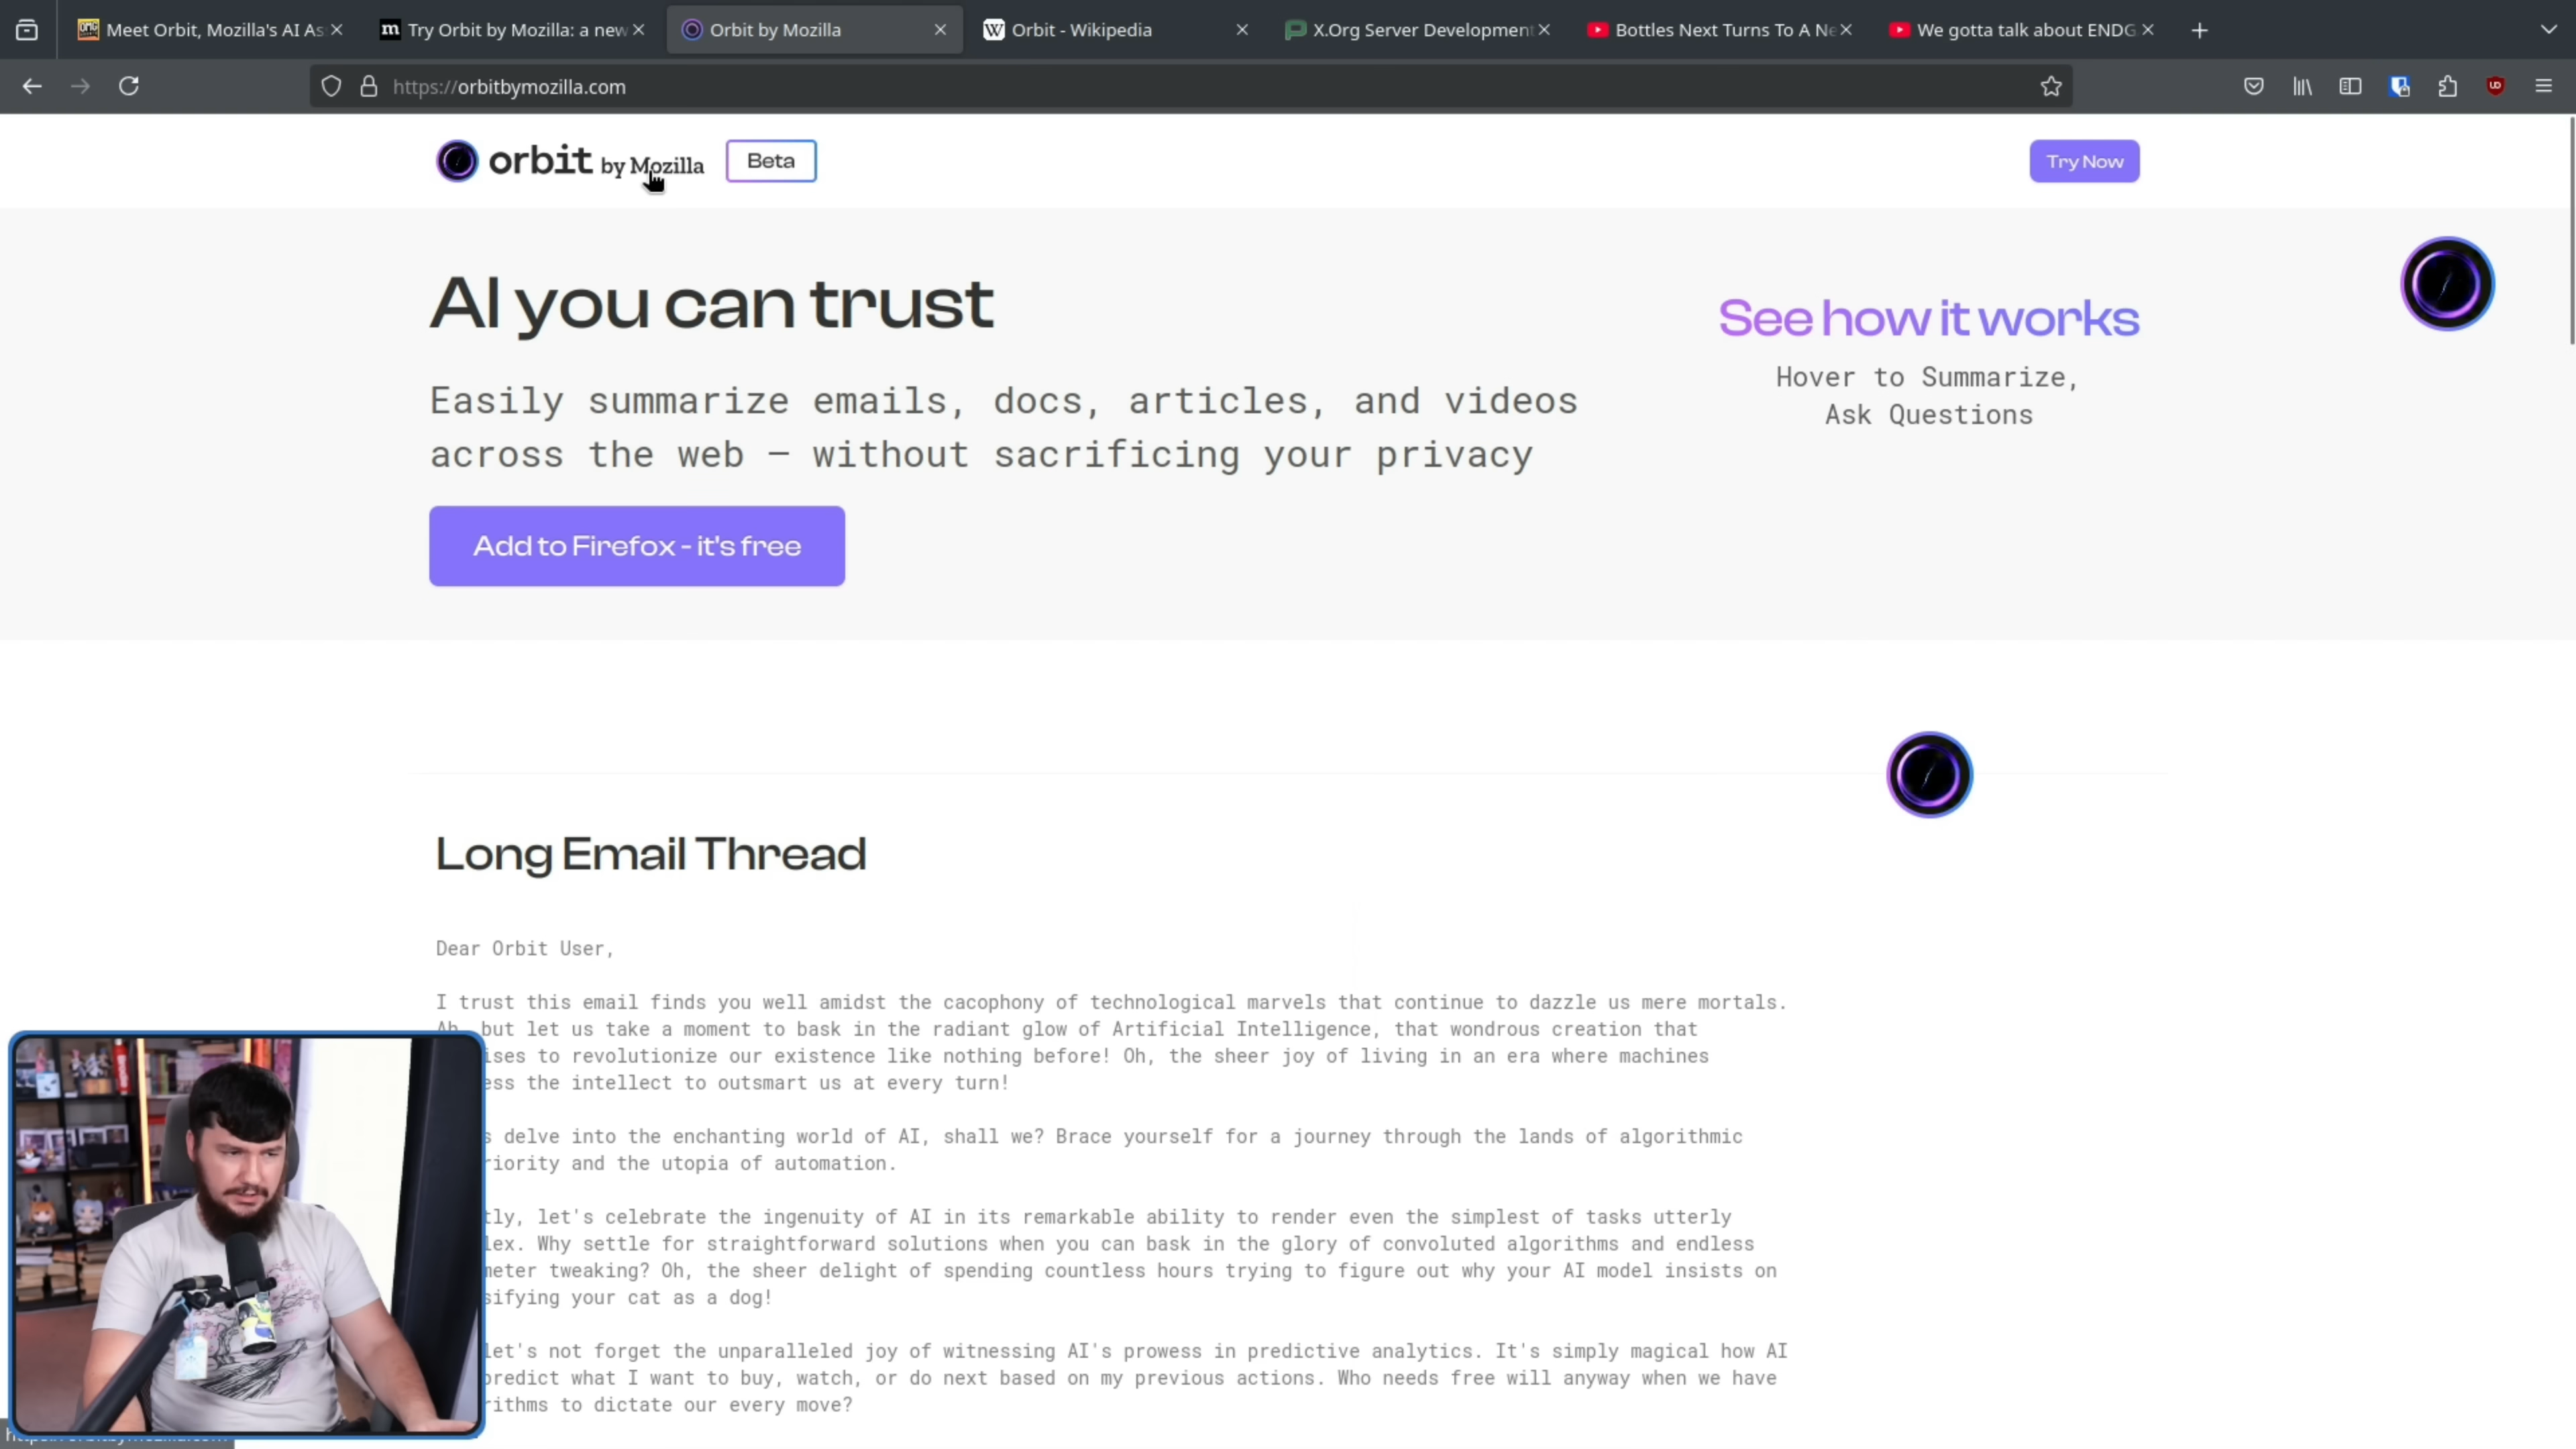 Meet Orbit, Mozilla's AI As
Try Orbit by Mozilla: a new
Orbit by Mozilla
Orbit - Wikipedia
X.Org Server Development
Bottles Next Turns To A Ne
We gotta talk about ENDG
https://orbitbymozilla.com
orbit by Mozilla
Beta
Try Now
AI you can trust
See how it works
Hover to Summarize,
Ask Questions
Easily summarize emails, docs, articles, and videos
across the web – without sacrificing your privacy
Add to Firefox - it's free
Long Email Thread
Dear Orbit User,
I trust this email finds you well amidst the cacophony of technological marvels that continue to dazzle us mere mortals.
but let us take a moment to bask in the radiant glow of Artificial Intelligence, that wondrous creation that
ises to revolutionize our existence like nothing before! Oh, the sheer joy of living in an era where machines
ess the intellect to outsmart us at every turn!
s delve into the enchanting world of AI, shall we? Brace yourself for a journey through the lands of algorithmic
riority and the utopia of automation.
tly, let's celebrate the ingenuity of AI in its remarkable ability to render even the simplest of tasks utterly
lex. Why settle for straightforward solutions when you can bask in the glory of convoluted algorithms and endless
meter tweaking? Oh, the sheer delight of spending countless hours trying to figure out why your AI model insists on
sifying your cat as a dog!
let's not forget the unparalleled joy of witnessing AI's prowess in predictive analytics. It's simply magical how AI
predict what I want to buy, watch, or do next based on my previous actions. Who needs free will anyway when we have
rithms to dictate our every move?